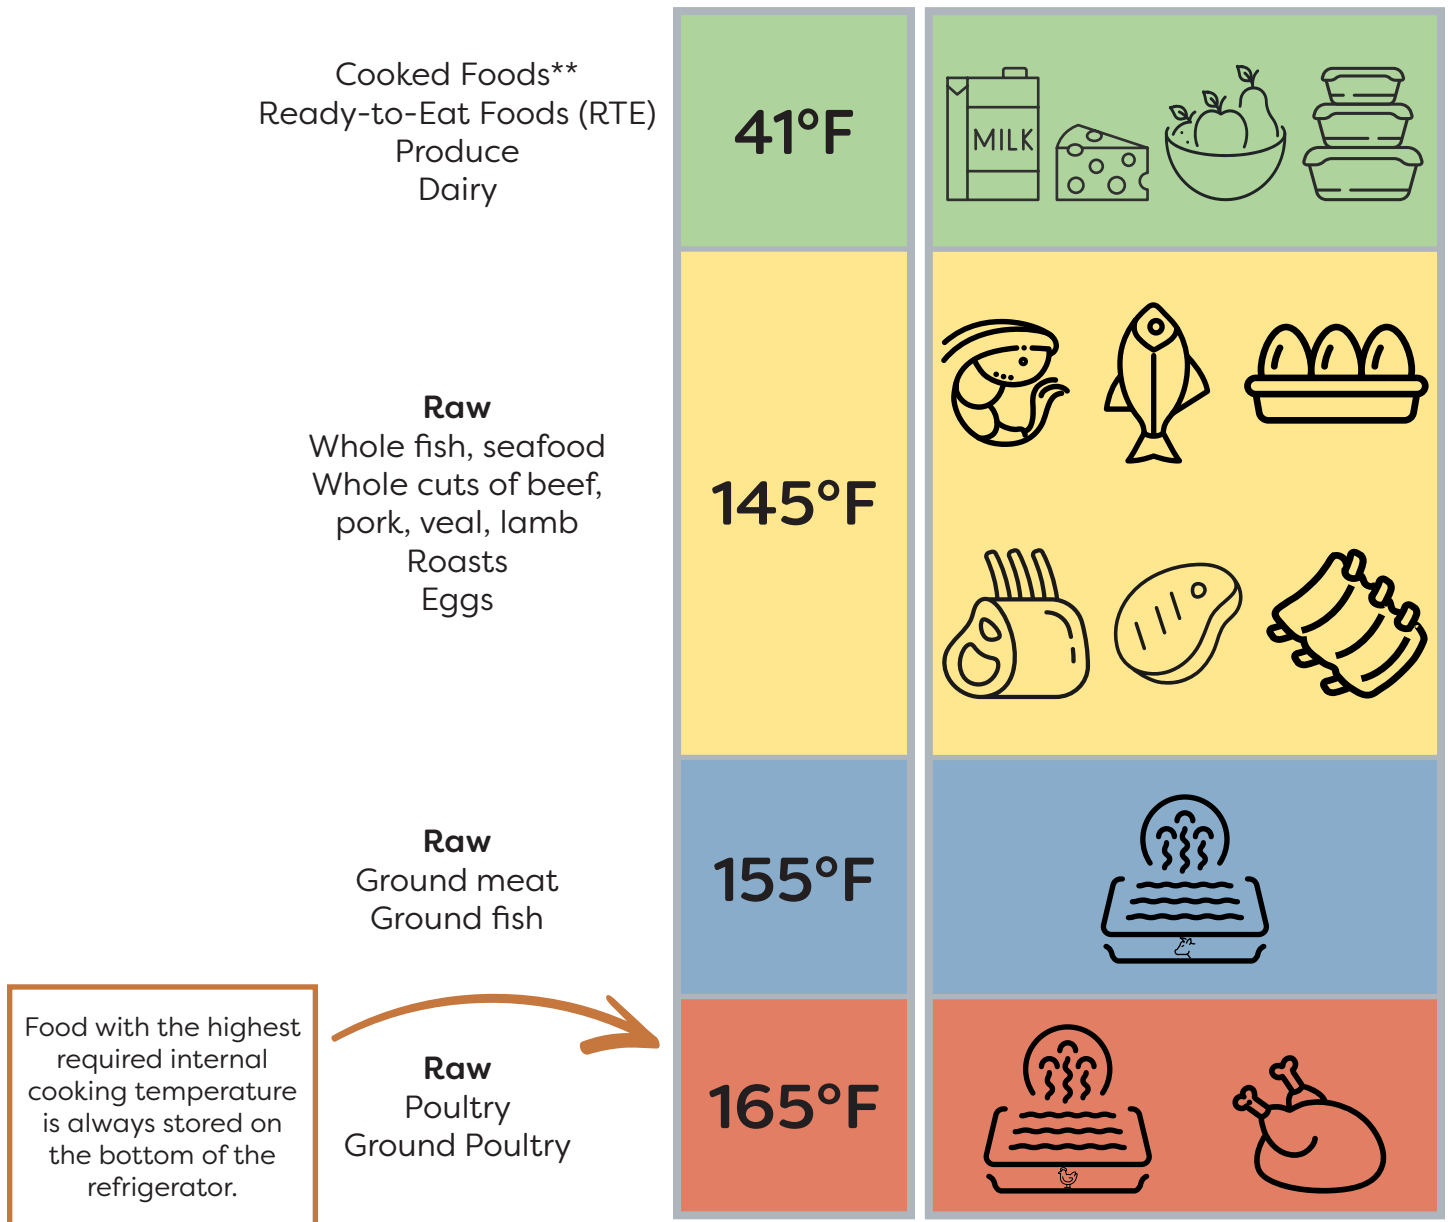 Cooked Foods**
Ready-to-Eat Foods (RTE)
Produce
Dairy
41°F
MILK
Raw
Whole fish, seafood
Whole cuts of beef,
pork, veal, lamb
Roasts
Eggs
145°F
Raw
Ground meat
Ground fish
155°F
Food with the highest
required internal
cooking temperature
is always stored on
the bottom of the
refrigerator.
Raw
Poultry
Ground Poultry
165°F